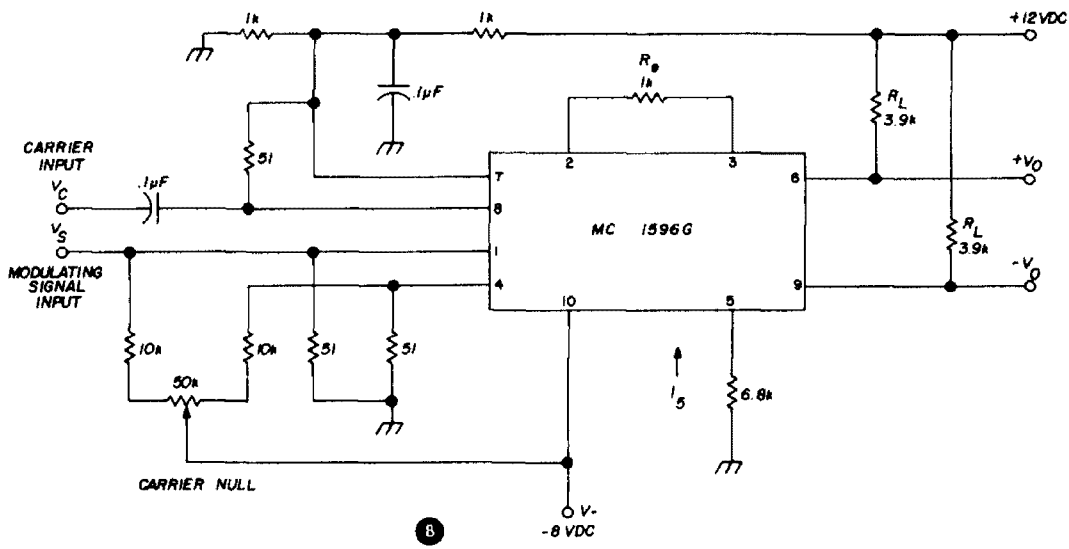 1k
1k
+12VDC
Re
1k
.1μF
RL
3.9k
51
CARRIER
INPUT
VC
.1μF
2
3
7
6
+VO
8
MC 1596G
VS
1
RL
3.9k
MODULATING
SIGNAL
INPUT
4
10
5
9
-VO
10k
10k
51
51
50k
I5
6.8k
CARRIER NULL
V-
-8 VDC
8